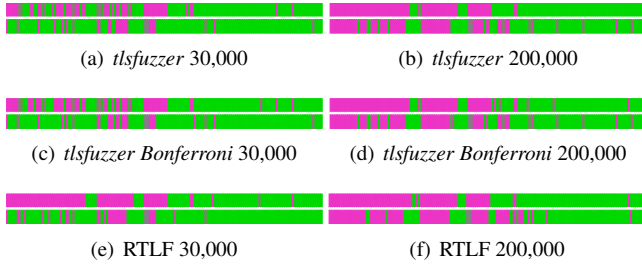 (a) tlsfuzzer 30,000
(b) tlsfuzzer 200,000
(c) tlsfuzzer Bonferroni 30,000
(d) tlsfuzzer Bonferroni 200,000
(e) RTLF 30,000
(f) RTLF 200,000